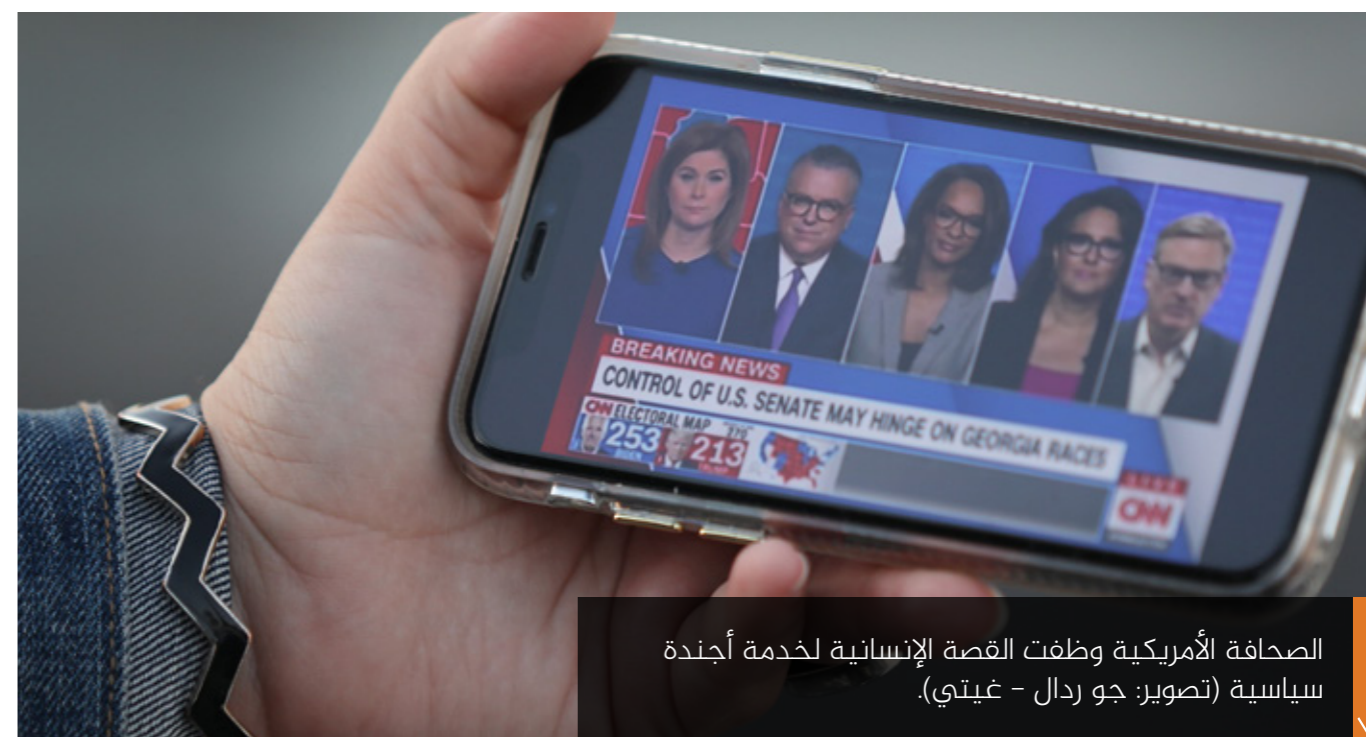 BREAKING NEWS
CONTROL OF U.S. SENATE MAY HINGE ON GEORGIA RACES
CNN ELECTORAL MAP
253 213
BIDEN TRUMP
CNN
الصحافة الأمريكية وظفت القصة الإنسانية لخدمة أجندة
سياسية (تصوير: جو ردال – غيتي).